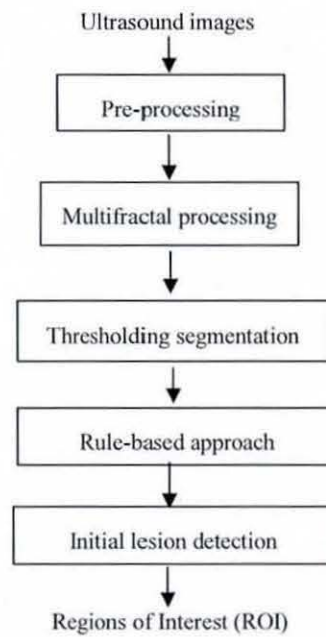 Ultrasound images
Pre-processing
Multifractal processing
Thresholding segmentation
Rule-based approach
Initial lesion detection
Regions of Interest (ROI)